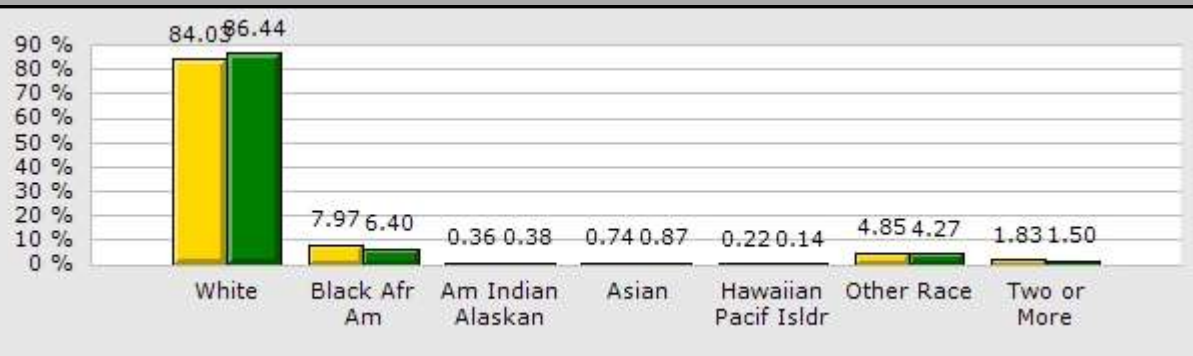 84.03 86.44
90 %
80 %
70 %
60 %
50 %
40 %
30 %
20 %
10 %
0 %
7.97 6.40
0.36 0.38
0.74 0.87
0.22 0.14
4.85 4.27
1.83 1.50
White
Black Afr
Am
Am Indian
Alaskan
Asian
Hawaiian
Pacif Isldr
Other Race
Two or
More